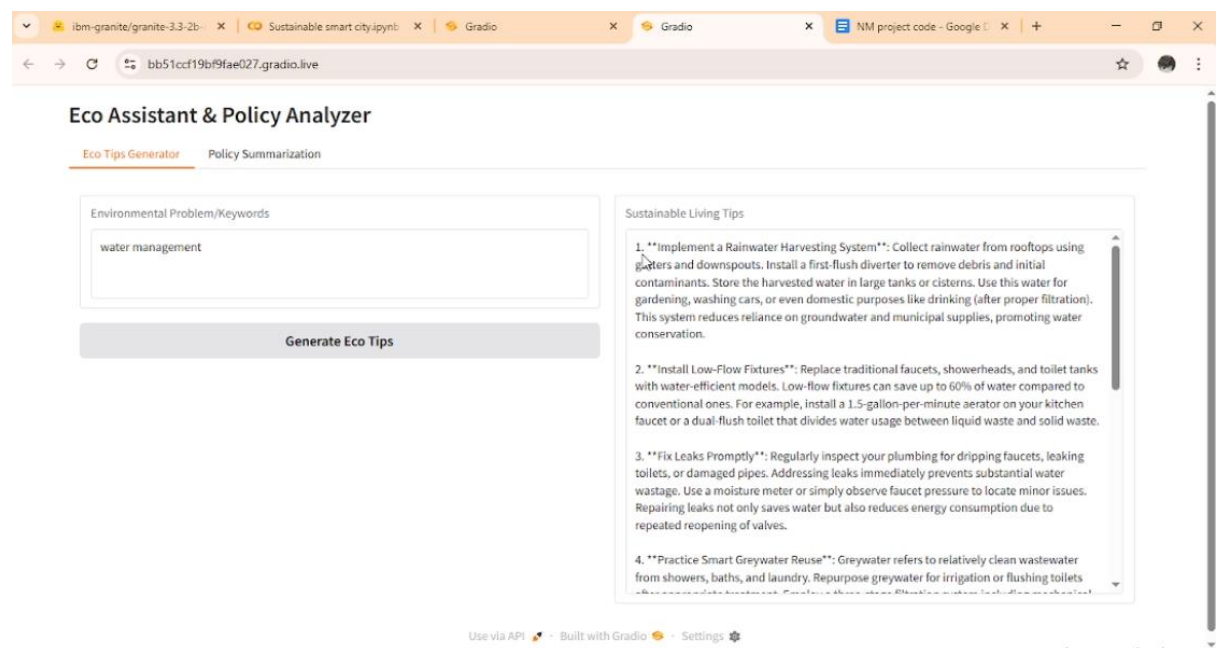 ibm-granite/granite-3.3-2b-
Sustainable smart city.ipynb
Gradio
Gradio
NM project code - Google D
bb51ccf19bf9fae027.gradio.live
Eco Assistant & Policy Analyzer
Eco Tips Generator Policy Summarization
Environmental Problem/Keywords
water management
Generate Eco Tips
Sustainable Living Tips
1. **Implement a Rainwater Harvesting System**: Collect rainwater from rooftops using
gutters and downspouts. Install a first-flush diverter to remove debris and initial
contaminants. Store the harvested water in large tanks or cisterns. Use this water for
gardening, washing cars, or even domestic purposes like drinking (after proper filtration).
This system reduces reliance on groundwater and municipal supplies, promoting water
conservation.
2. **Install Low-Flow Fixtures**: Replace traditional faucets, showerheads, and toilet tanks
with water-efficient models. Low-flow fixtures can save up to 60% of water compared to
conventional ones. For example, install a 1.5-gallon-per-minute aerator on your kitchen
faucet or a dual-flush toilet that divides water usage between liquid waste and solid waste.
3. **Fix Leaks Promptly**: Regularly inspect your plumbing for dripping faucets, leaking
toilets, or damaged pipes. Addressing leaks immediately prevents substantial water
wastage. Use a moisture meter or simply observe faucet pressure to locate minor issues.
Repairing leaks not only saves water but also reduces energy consumption due to
repeated reopening of valves.
4. **Practice Smart Greywater Reuse**: Greywater refers to relatively clean wastewater
from showers, baths, and laundry. Repurpose greywater for irrigation or flushing toilets
Use via API · Built with Gradio · Settings